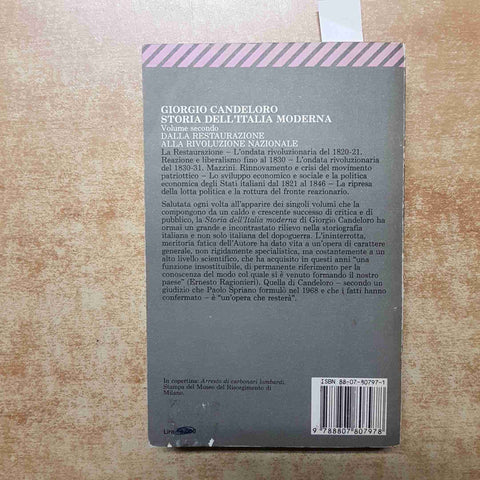 GIORGIO CANDELORO
STORIA DELL'ITALIA MODERNA
Volume secondo
DALLA RESTAURAZIONE
ALLA RIVOLUZIONE NAZIONALE
La Restaurazione – L'ondata rivoluzionaria del 1820-21.
Reazione e liberalismo fino al 1830 – L'ondata rivoluzionaria
del 1830-31. Mazzini. Rinnovamento e crisi del movimento
patriottico – Lo sviluppo economico e sociale e la politica
economica degli Stati italiani dal 1821 al 1846 – La ripresa
della lotta politica e la rottura del fronte reazionario.
Salutata ogni volta all'apparire dei singoli volumi che la
compongono da un caldo e crescente successo di critica e di
pubblico, la Storia dell'Italia moderna di Giorgio Candeloro ha
ormai un grande e incontrastato rilievo nella storiografia
italiana e non solo italiana del dopoguerra. L'ininterrotta,
meritoria fatica dell'Autore ha dato vita a un'opera di carattere
generale, non rigidamente specialistica, ma costantemente a un
alto livello scientifico, che ha acquisito in questi anni "una
funzione insostituibile, di permanente riferimento per la
conoscenza del modo col quale si è venuto formando il nostro
paese" (Ernesto Ragionieri). Quella di Candeloro – secondo un
giudizio che Paolo Spriano formulò nel 1968 e che i fatti hanno
confermato – è "un'opera che resterà".
In copertina: Arresto di carbonari lombardi.
Stampa del Museo del Risorgimento di
Milano.
ISBN 88-07-80797-1
9 788807 807978